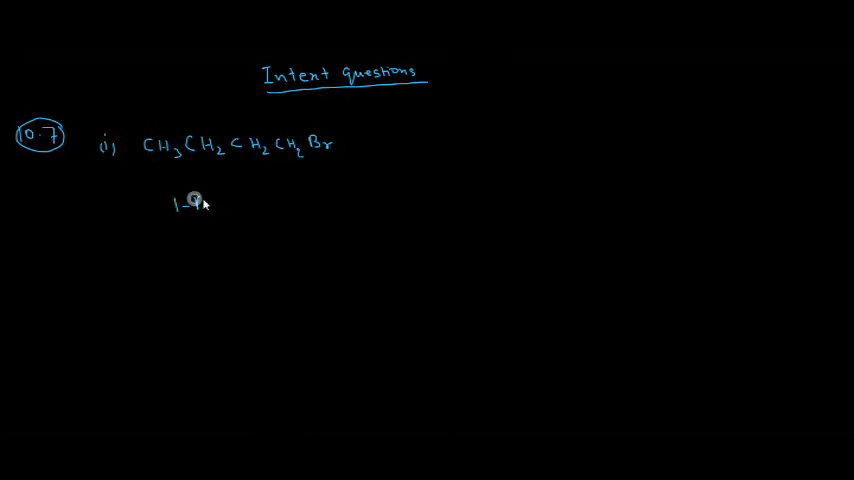 Intext questions
10.7 (i) CH3CH2CH2CH2Br
1-